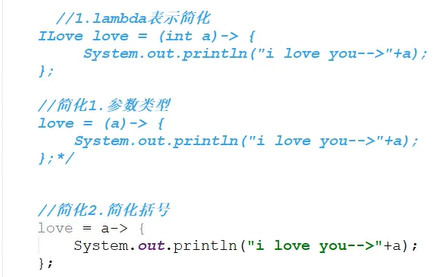 //1.lambda表示简化
ILove love = (int a)-> {
System.out.println("i love you-->"+a);
};
//简化1.参数类型
love = (a)-> {
System.out.println("i love you-->"+a);
};*/
//简化2.简化括号
love = a-> {
System.out.println("i love you-->"+a);
};